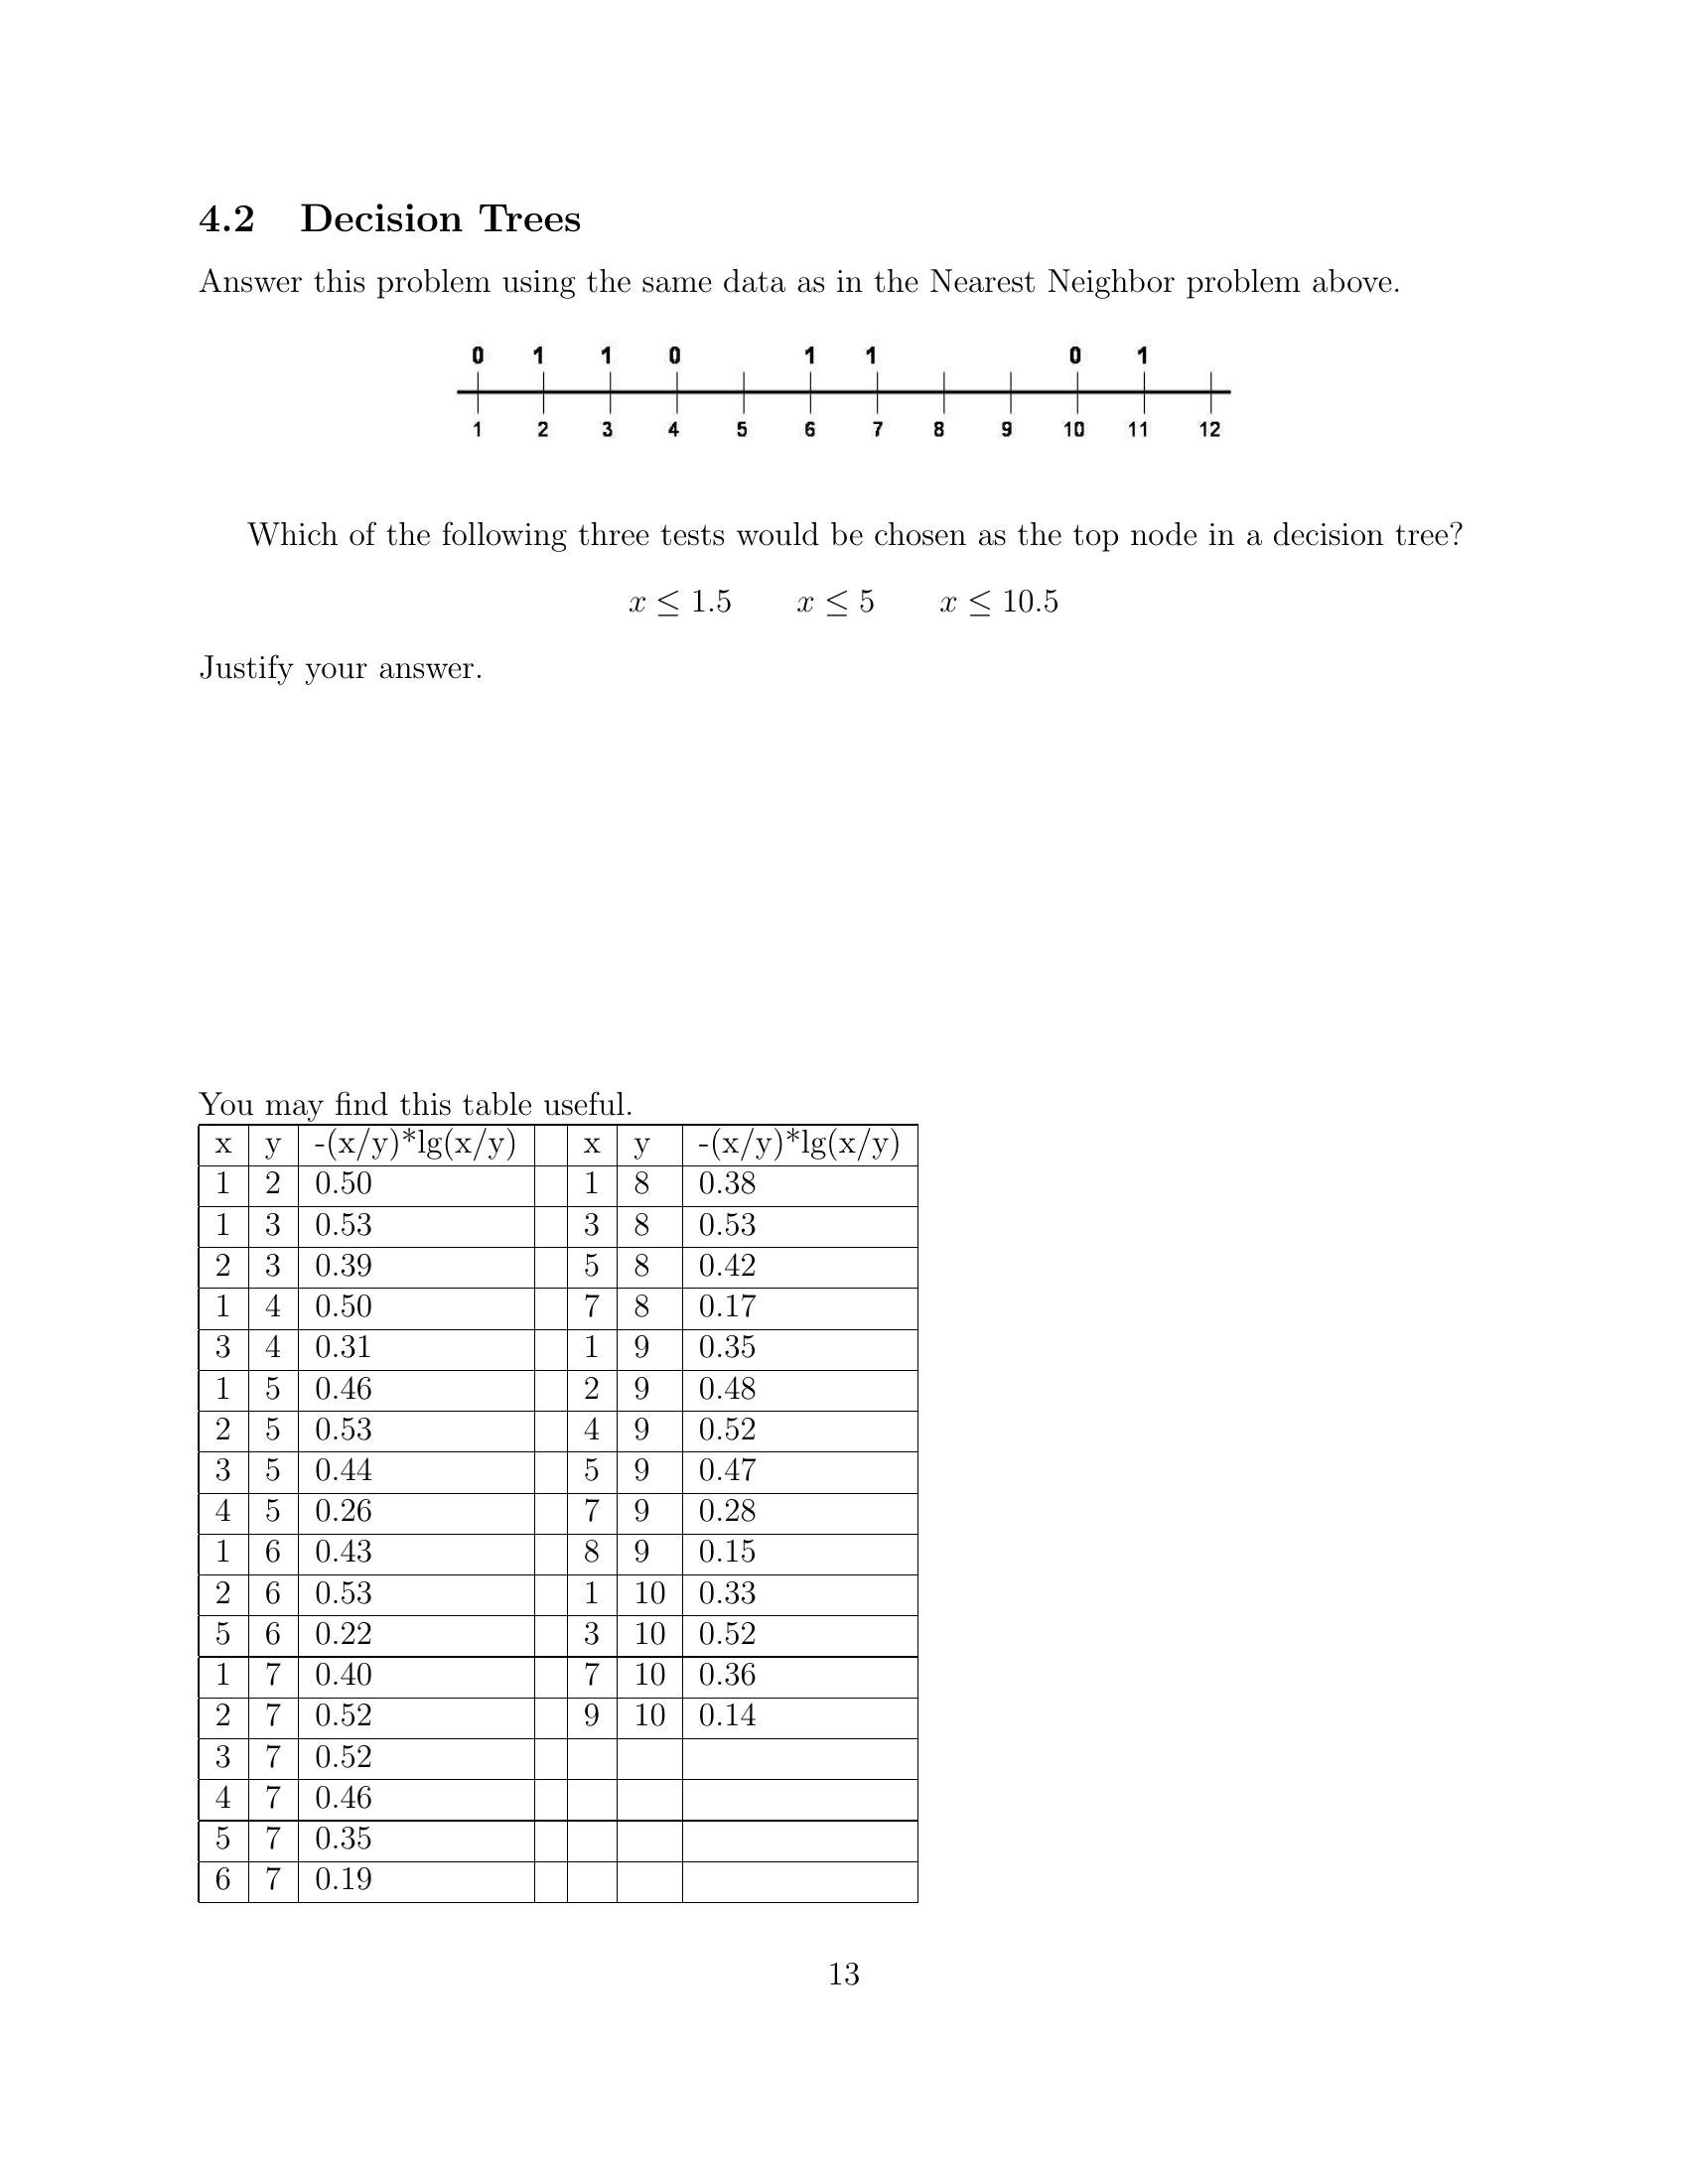 4.2 Decision Trees
Answer this problem using the same data as in the Nearest Neighbor problem above.
0 1 1 0 1 1 0 1
1 2 3 4 5 6 7 8 9 10 11 12
Which of the following three tests would be chosen as the top node in a decision tree?
x ≤ 1.5 x ≤ 5 x ≤ 10.5
Justify your answer.
You may find this table useful.
x y -(x/y)*lg(x/y) x y -(x/y)*lg(x/y)
1 2 0.50 1 8 0.38
1 3 0.53 3 8 0.53
2 3 0.39 5 8 0.42
1 4 0.50 7 8 0.17
3 4 0.31 1 9 0.35
1 5 0.46 2 9 0.48
2 5 0.53 4 9 0.52
3 5 0.44 5 9 0.47
4 5 0.26 7 9 0.28
1 6 0.43 8 9 0.15
2 6 0.53 1 10 0.33
5 6 0.22 3 10 0.52
1 7 0.40 7 10 0.36
2 7 0.52 9 10 0.14
3 7 0.52
4 7 0.46
5 7 0.35
6 7 0.19
13